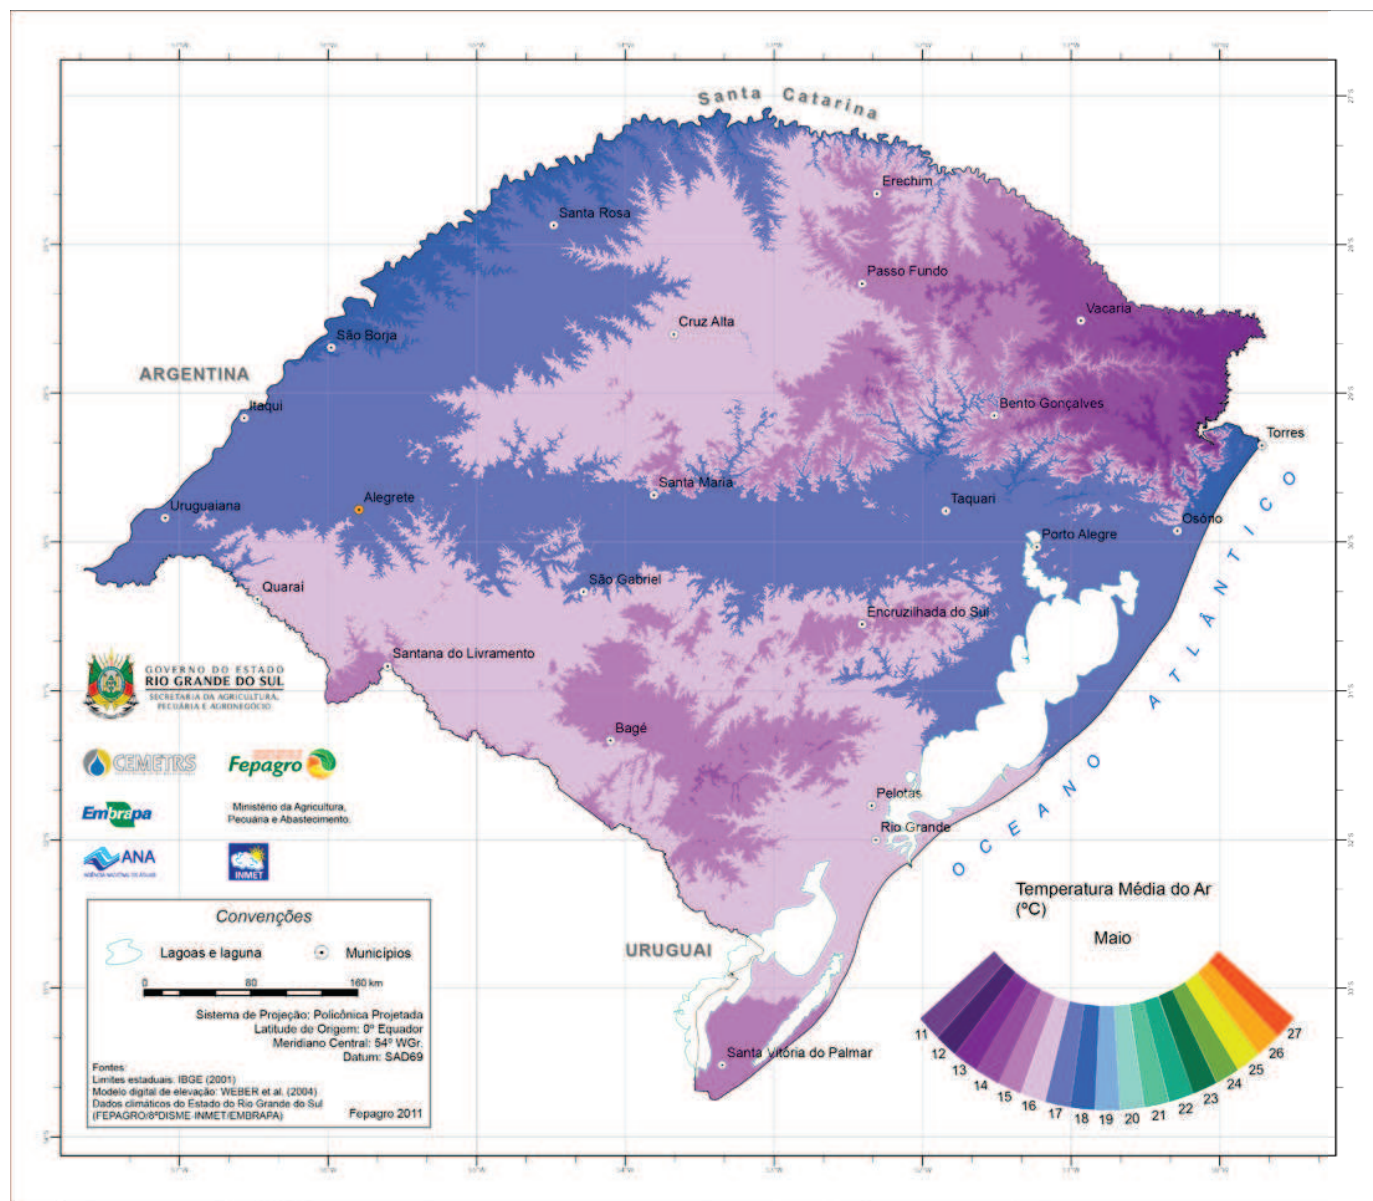 Santa Catarina
Erechim
Santa Rosa
Passo Fundo
Vacaria
Cruz Alta
São Borja
ARGENTINA
Itaqui
Bento Gonçalves
Torres
Santa Maria
Alegrete
Taquari
Uruguaiana
Osório
Porto Alegre
São Gabriel
Quaraí
Encruzilhada do Sul
Santana do Livramento
Bagé
Pelotas
Rio Grande
OCEANO ATLÂNTICO
URUGUAI
Santa Vitória do Palmar
GOVERNO DO ESTADO
RIO GRANDE DO SUL
SECRETARIA DA AGRICULTURA,
PECUÁRIA E AGRONEGÓCIO
CEMETRS
Fepagro
Embrapa
Ministério da Agricultura,
Pecuária e Abastecimento.
ANA
INMET
Convenções
Lagoas e laguna
Municípios
0 80 160 km
Sistema de Projeção: Policônica Projetada
Latitude de Origem: 0º Equador
Meridiano Central: 54º WGr.
Datum: SAD69
Fontes:
Limites estaduais: IBGE (2001)
Modelo digital de elevação: WEBER et al. (2004)
Dados climáticos do Estado do Rio Grande do Sul
(FEPAGRO/8ºDISME-INMET/EMBRAPA)
Fepagro 2011
Temperatura Média do Ar
(ºC)
Maio
11 12 13 14 15 16 17 18 19 20 21 22 23 24 25 26 27